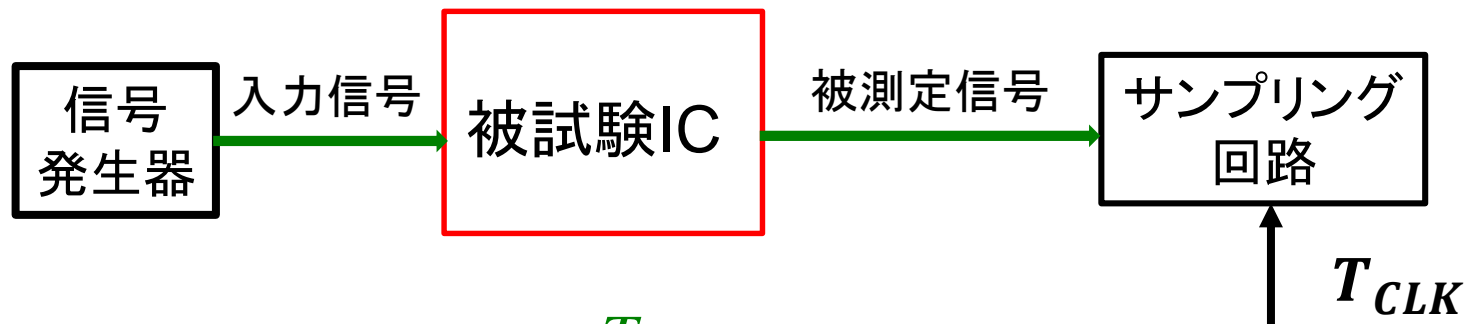 信号
発生器
入力信号
被試験IC
被測定信号
サンプリング
回路
T_CLK